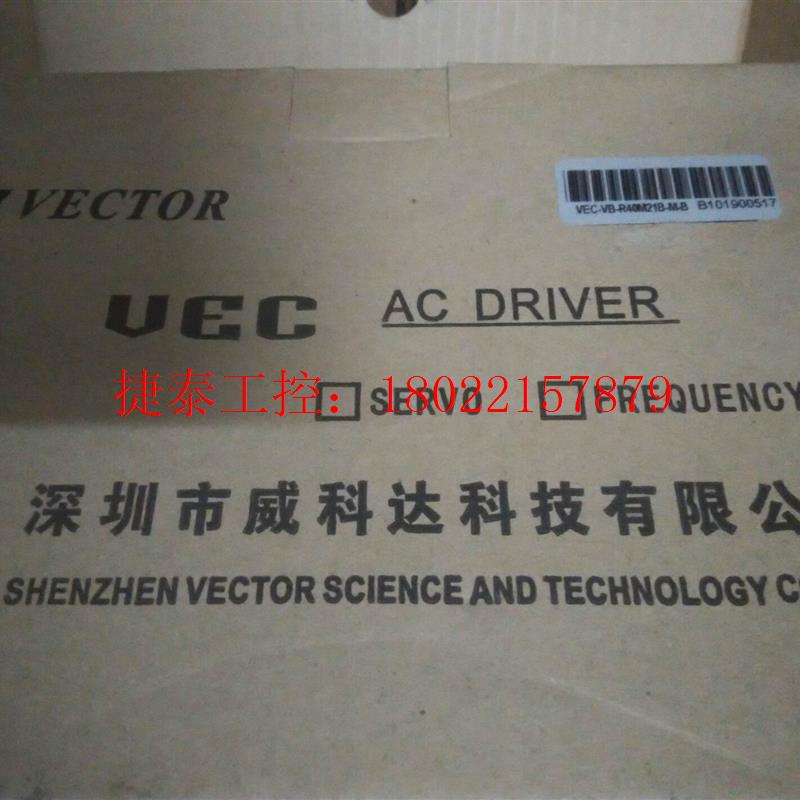 VECTOR
VEC-VB-R40M21B-M-B B101900517
VEC AC DRIVER
捷泰工控：18022157879
SERVO FREQUENCY
深圳市威科达科技有限公
SHENZHEN VECTOR SCIENCE AND TECHNOLOGY C